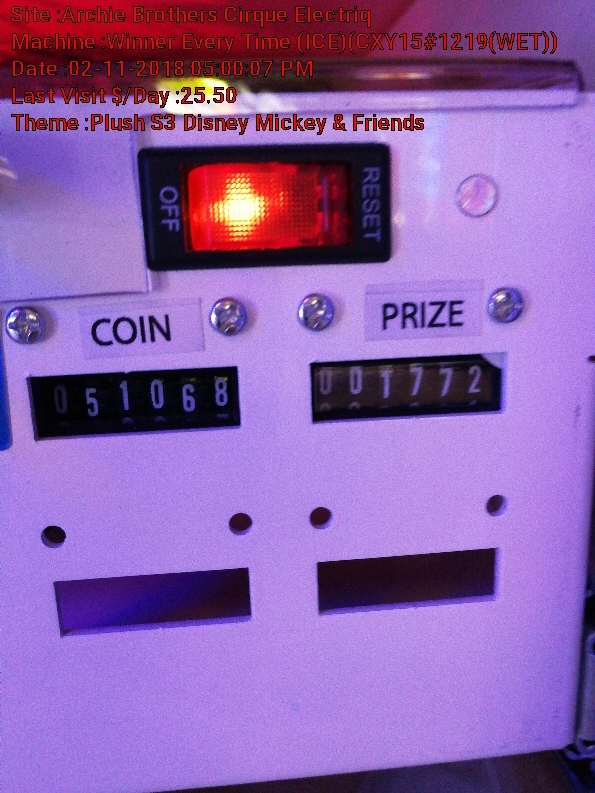 Site :Archie Brothers Cirque Electriq
Machine :Winner Every Time (ICE)(CXY15#1219(WET))
Date :02-11-2018 05:00:07 PM
Last Visit $/Day :25.50
Theme :Plush S3 Disney Mickey & Friends
OFF RESET
COIN PRIZE
051068 001772